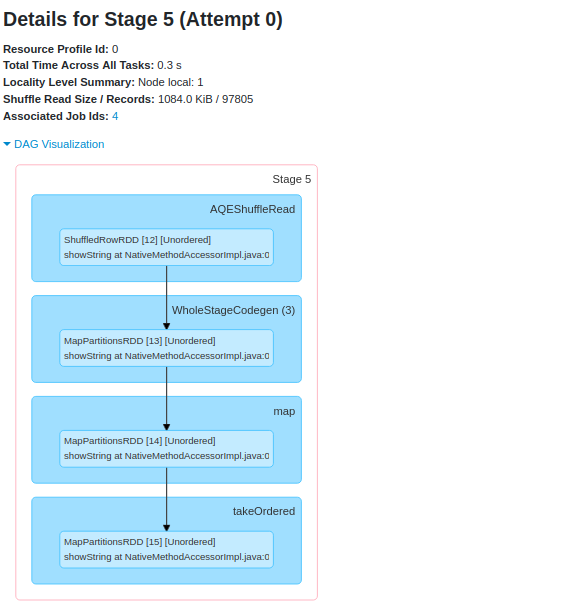 Details for Stage 5 (Attempt 0)
Resource Profile Id: 0
Total Time Across All Tasks: 0.3 s
Locality Level Summary: Node local: 1
Shuffle Read Size / Records: 1084.0 KiB / 97805
Associated Job Ids: 4
DAG Visualization
Stage 5
AQEShuffleRead
ShuffledRowRDD [12] [Unordered]
showString at NativeMethodAccessorImpl.java:0
WholeStageCodegen (3)
MapPartitionsRDD [13] [Unordered]
showString at NativeMethodAccessorImpl.java:0
map
MapPartitionsRDD [14] [Unordered]
showString at NativeMethodAccessorImpl.java:0
takeOrdered
MapPartitionsRDD [15] [Unordered]
showString at NativeMethodAccessorImpl.java:0